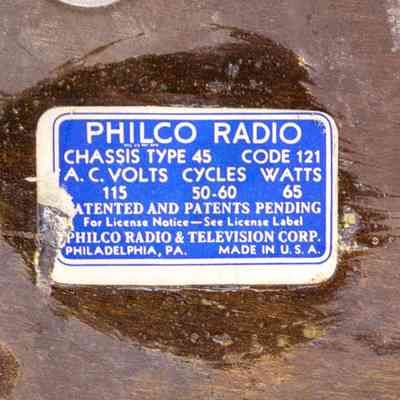 PHILCO RADIO
CHASSIS TYPE 45 CODE 121
A.C. VOLTS CYCLES WATTS
115 50-60 65
PATENTED AND PATENTS PENDING
For License Notice—See License Label
PHILCO RADIO & TELEVISION CORP.
PHILADELPHIA, PA. MADE IN U.S.A.